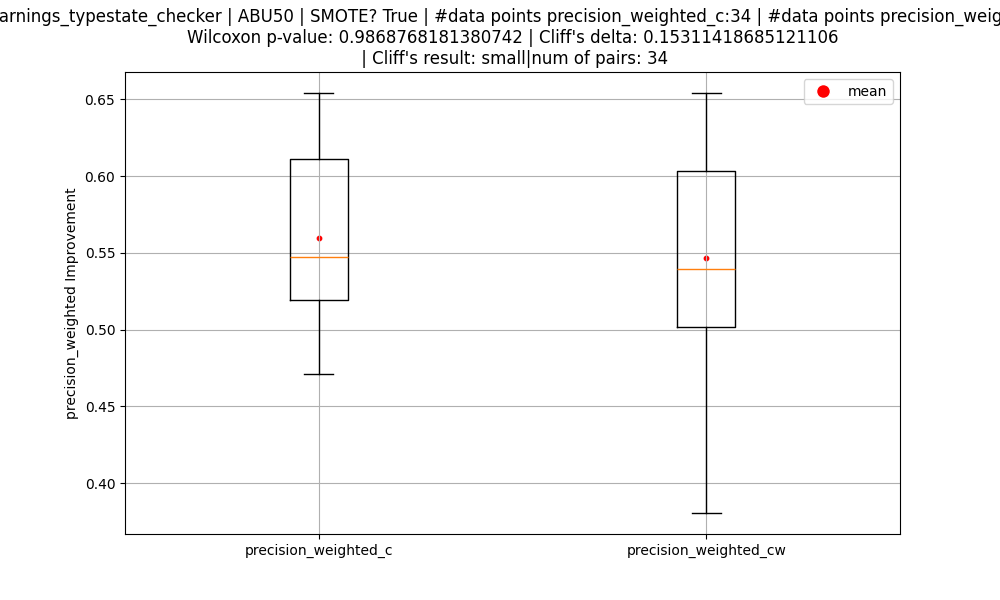 arnings_typestate_checker | ABU50 | SMOTE? True | #data points precision_weighted_c:34 | #data points precision_weig
Wilcoxon p-value: 0.9868768181380742 | Cliff's delta: 0.15311418685121106
| Cliff's result: small|num of pairs: 34
mean
0.65
0.60
0.55
0.50
0.45
0.40
precision_weighted Improvement
precision_weighted_c
precision_weighted_cw